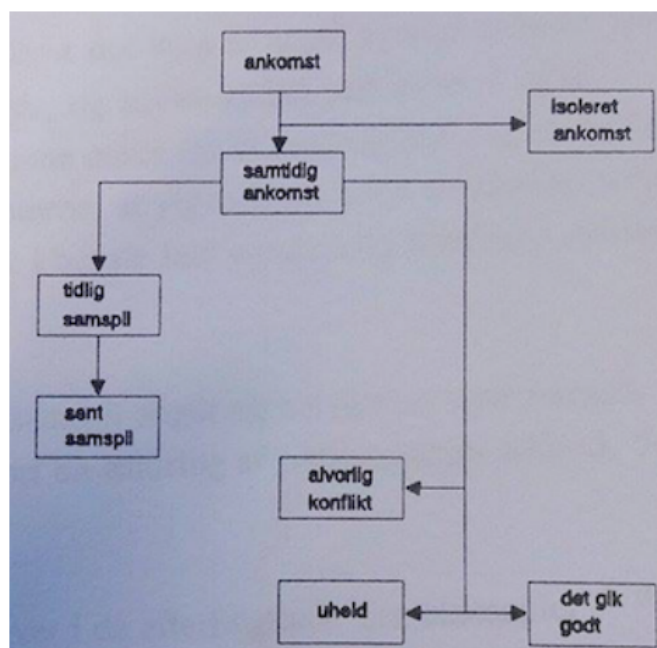 ankomst
isoleret
ankomst
samtidig
ankomst
tidlig
samspil
sent
samspil
alvorlig
konflikt
uheld
det gik
godt